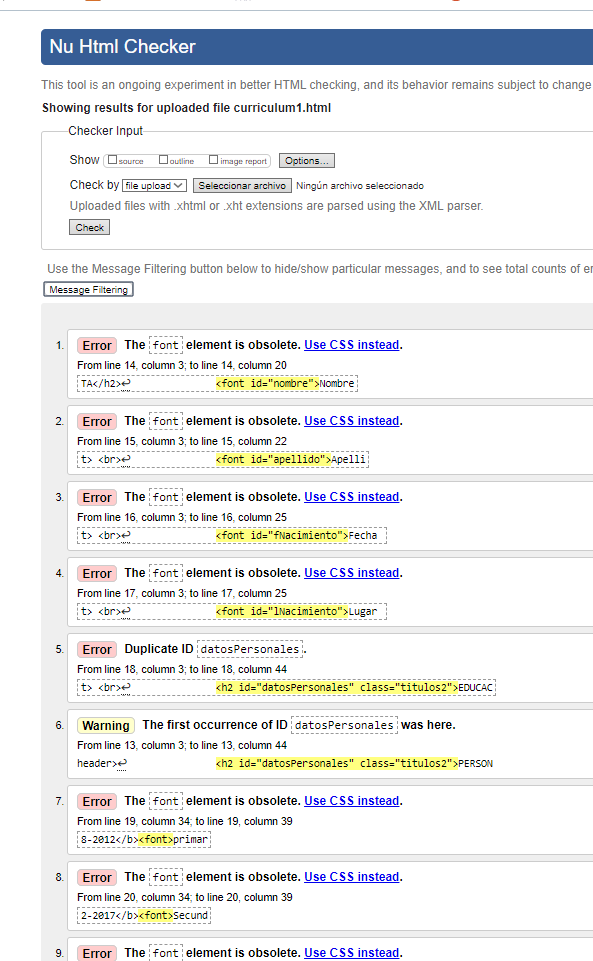 Nu Html Checker
This tool is an ongoing experiment in better HTML checking, and its behavior remains subject to change
Showing results for uploaded file curriculum1.html
Checker Input
Show source outline image report Options...
Check by file upload Seleccionar archivo Ningún archivo seleccionado
Uploaded files with .xhtml or .xht extensions are parsed using the XML parser.
Check
Use the Message Filtering button below to hide/show particular messages, and to see total counts of er
Message Filtering
1. Error The font element is obsolete. Use CSS instead.
From line 14, column 3; to line 14, column 20
TA</h2>↩ <font id="nombre">Nombre
2. Error The font element is obsolete. Use CSS instead.
From line 15, column 3; to line 15, column 22
t> <br>↩ <font id="apellido">Apelli
3. Error The font element is obsolete. Use CSS instead.
From line 16, column 3; to line 16, column 25
t> <br>↩ <font id="fNacimiento">Fecha
4. Error The font element is obsolete. Use CSS instead.
From line 17, column 3; to line 17, column 25
t> <br>↩ <font id="lNacimiento">Lugar
5. Error Duplicate ID datosPersonales.
From line 18, column 3; to line 18, column 44
t> <br>↩ <h2 id="datosPersonales" class="titulos2">EDUCAC
6. Warning The first occurrence of ID datosPersonales was here.
From line 13, column 3; to line 13, column 44
header>↩ <h2 id="datosPersonales" class="titulos2">PERSON
7. Error The font element is obsolete. Use CSS instead.
From line 19, column 34; to line 19, column 39
8-2012</b><font>primar
8. Error The font element is obsolete. Use CSS instead.
From line 20, column 34; to line 20, column 39
2-2017</b><font>Secund
9. Error The font element is obsolete. Use CSS instead.